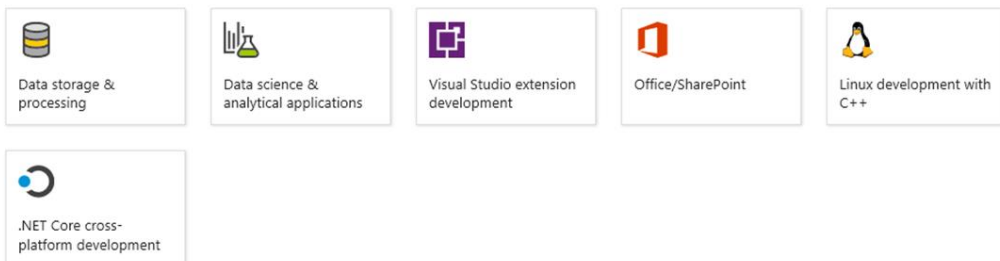 Data storage &
processing
Data science &
analytical applications
Visual Studio extension
development
Office/SharePoint
Linux development with
C++
.NET Core cross-
platform development